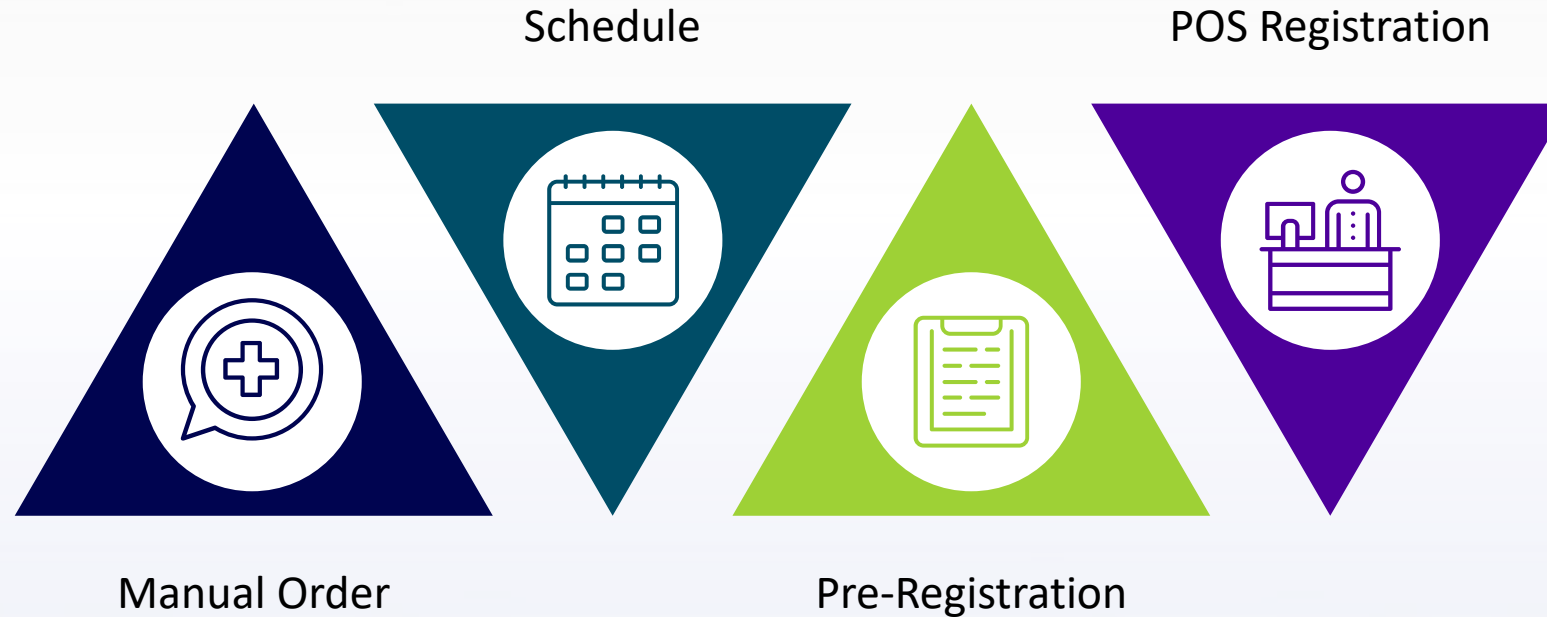 Schedule
POS Registration
Manual Order
Pre-Registration